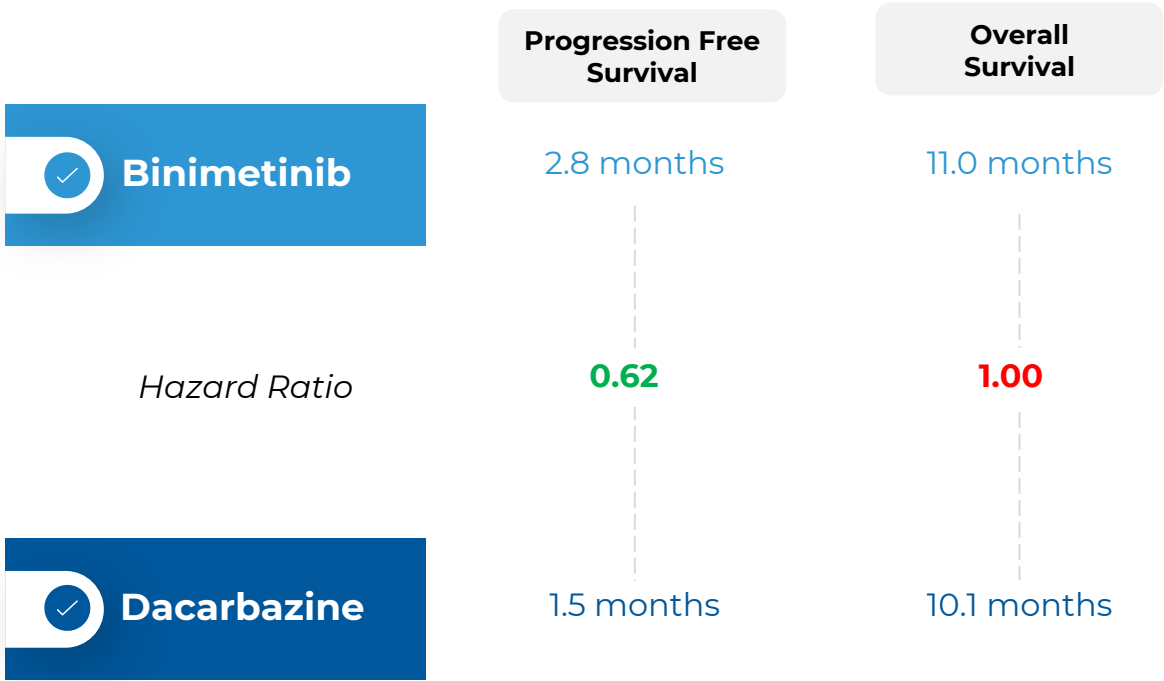 Progression Free
Survival
Overall
Survival
Binimetinib
2.8 months
11.0 months
Hazard Ratio
0.62
1.00
Dacarbazine
1.5 months
10.1 months